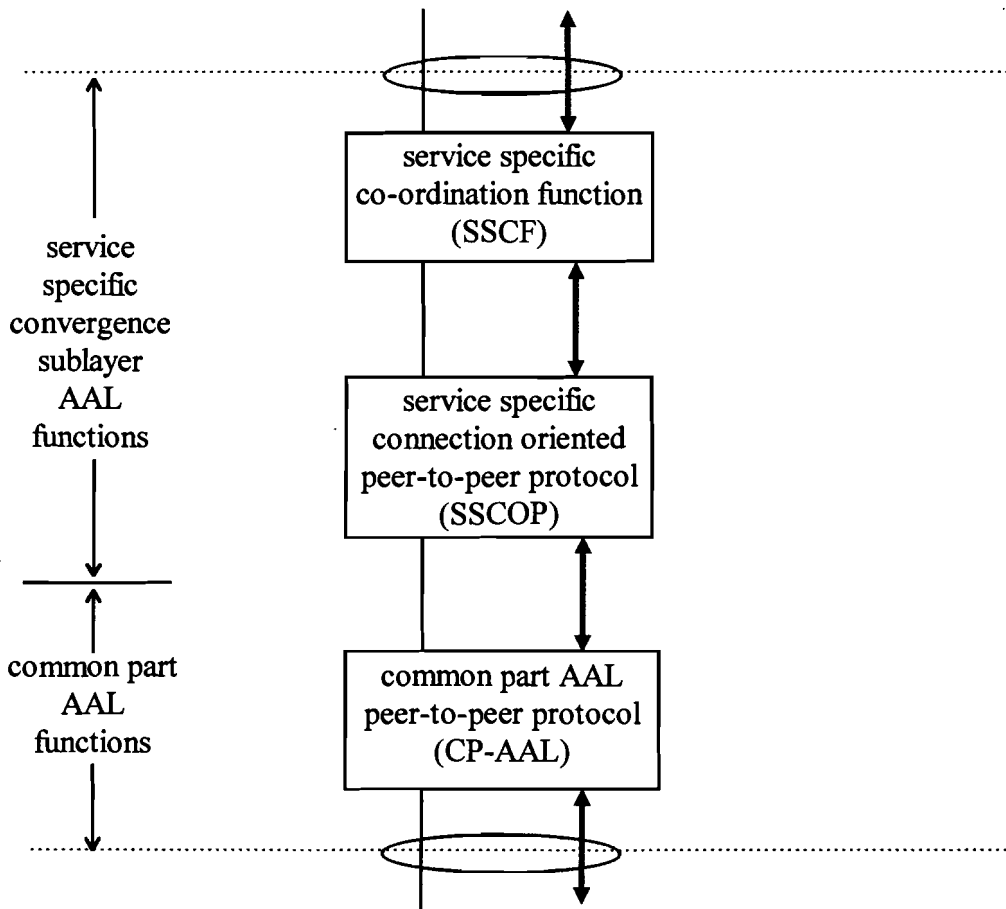 service specific
co-ordination function
(SSCF)
service
specific
convergence
sublayer
AAL
functions
service specific
connection oriented
peer-to-peer protocol
(SSCOP)
common part
AAL
functions
common part AAL
peer-to-peer protocol
(CP-AAL)